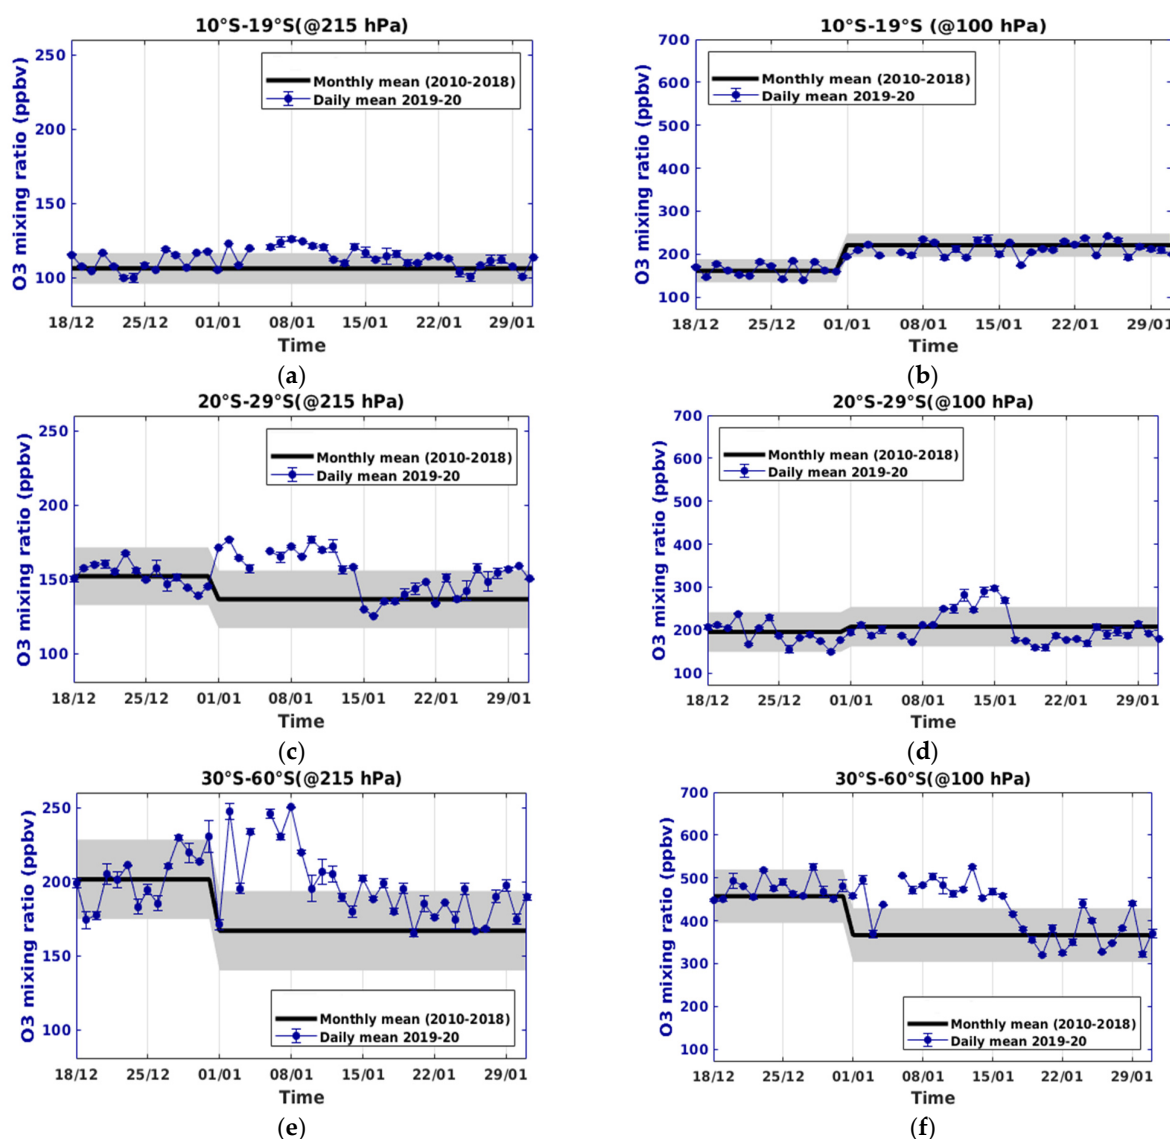 10°S-19°S(@215 hPa)
O3 mixing ratio (ppbv)
250
200
150
100
Monthly mean (2010-2018)
Daily mean 2019-20
18/12 25/12 01/01 08/01 15/01 22/01 29/01
Time
(a)
10°S-19°S (@100 hPa)
O3 mixing ratio (ppbv)
700
600
500
400
300
200
100
Monthly mean (2010-2018)
Daily mean 2019-20
18/12 25/12 01/01 08/01 15/01 22/01 29/01
Time
(b)
20°S-29°S(@215 hPa)
O3 mixing ratio (ppbv)
250
200
150
100
Monthly mean (2010-2018)
Daily mean 2019-20
18/12 25/12 01/01 08/01 15/01 22/01 29/01
Time
(c)
20°S-29°S(@100 hPa)
O3 mixing ratio (ppbv)
700
600
500
400
300
200
100
Monthly mean (2010-2018)
Daily mean 2019-20
18/12 25/12 01/01 08/01 15/01 22/01 29/01
Time
(d)
30°S-60°S(@215 hPa)
O3 mixing ratio (ppbv)
250
200
150
100
Monthly mean (2010-2018)
Daily mean 2019-20
18/12 25/12 01/01 08/01 15/01 22/01 29/01
Time
(e)
30°S-60°S(@100 hPa)
O3 mixing ratio (ppbv)
700
600
500
400
300
200
100
Monthly mean (2010-2018)
Daily mean 2019-20
18/12 25/12 01/01 08/01 15/01 22/01 29/01
Time
(f)